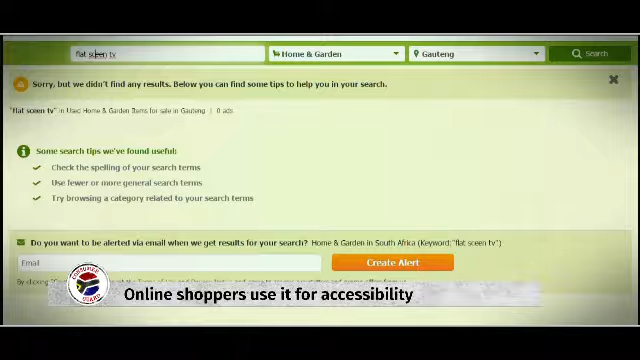 flat sceen tv Home & Garden Gauteng Search
Sorry, but we didn't find any results. Below you can find some tips to help you in your search.
"flat sceen tv" in Used Home & Garden Items for sale in Gauteng | 0 ads
Some search tips we've found useful:
Check the spelling of your search terms
Use fewer or more general search terms
Try browsing a category related to your search terms
Do you want to be alerted via email when we get results for your search? Home & Garden in South Africa (Keyword:"flat sceen tv")
Email Create Alert
By clicking
CONSUMER GUARD
Online shoppers use it for accessibility